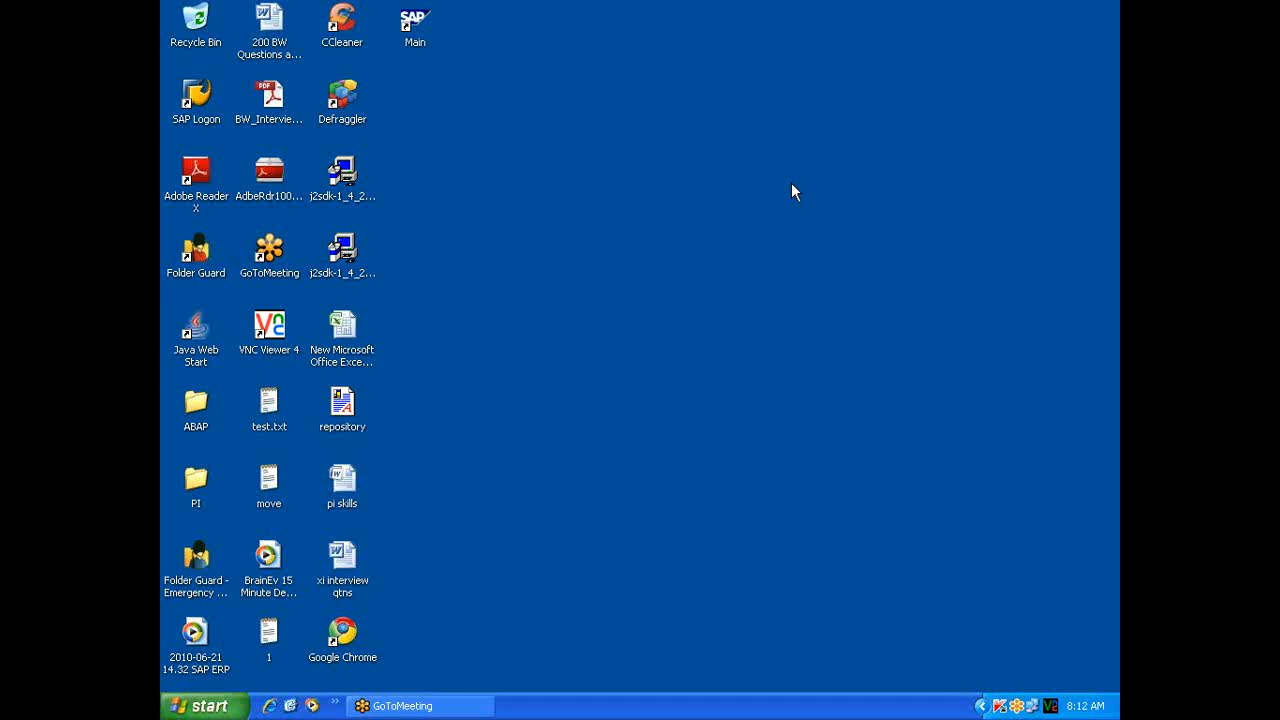 Recycle Bin
200 BW
Questions a...
CCleaner
SAP
Main
SAP Logon
PDF
BW_Intervie...
Defraggler
Adobe Reader
X
AdbeRdr100...
j2sdk-1_4_2...
Folder Guard
GoToMeeting
j2sdk-1_4_2...
Java Web
Start
VNC Viewer 4
New Microsoft
Office Exce...
ABAP
test.txt
repository
PI
move
pi skills
Folder Guard -
Emergency ...
BrainEv 15
Minute De...
xi interview
qtns
2010-06-21
14.32 SAP ERP
1
Google Chrome
start
GoToMeeting
8:12 AM